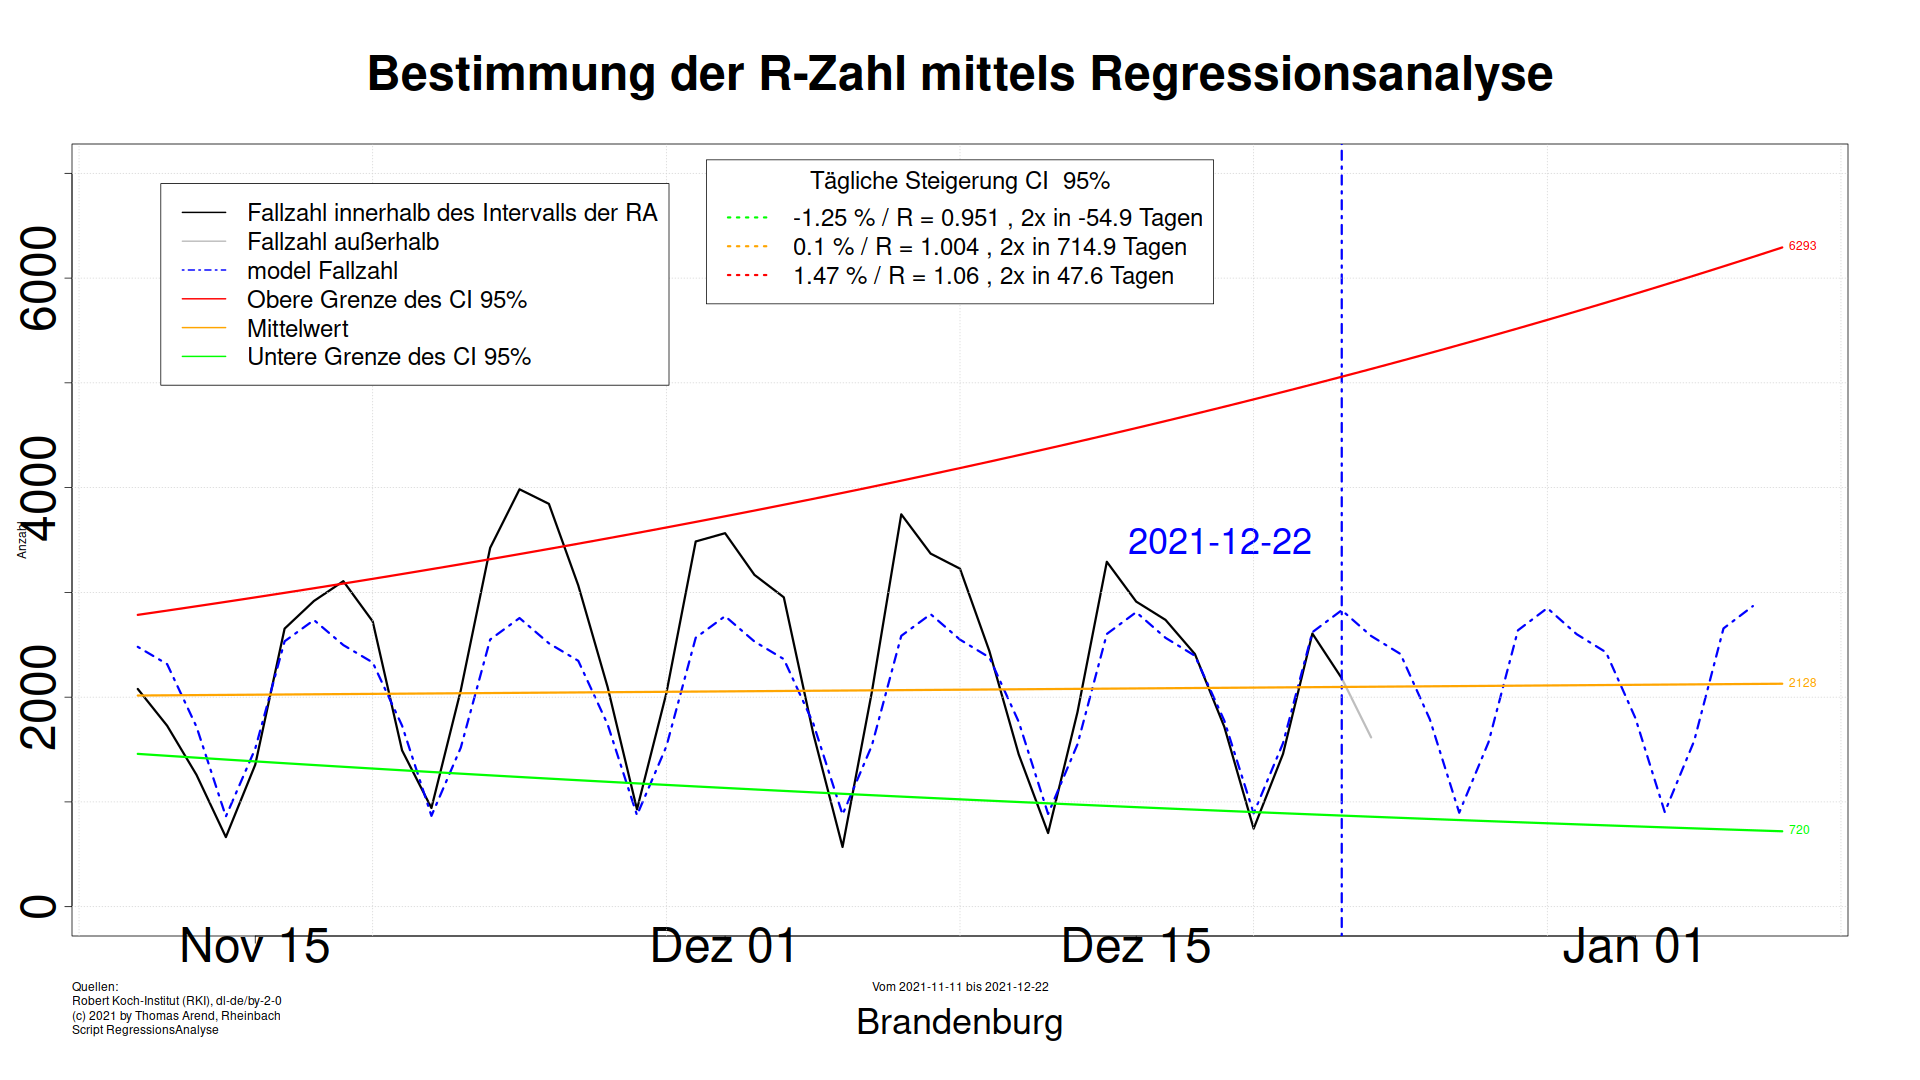 Bestimmung der R-Zahl mittels Regressionsanalyse
Fallzahl innerhalb des Intervalls der RA
Fallzahl außerhalb
model Fallzahl
Obere Grenze des CI 95%
Mittelwert
Untere Grenze des CI 95%
Tägliche Steigerung CI  95%
-1.25 % / R = 0.951 , 2x in -54.9 Tagen
0.1 % / R = 1.004 , 2x in 714.9 Tagen
1.47 % / R = 1.06 , 2x in 47.6 Tagen
6293
2128
720
2021-12-22
Anzahl
6000
4000
2000
0
Nov 15
Dez 01
Dez 15
Jan 01
Quellen:
Robert Koch-Institut (RKI), dl-de/by-2-0
(c) 2021 by Thomas Arend, Rheinbach
Script RegressionsAnalyse
Vom 2021-11-11 bis 2021-12-22
Brandenburg